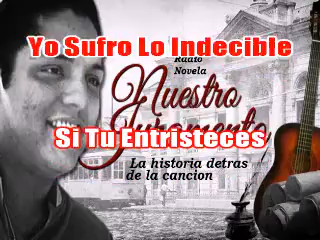 Yo Sufro Lo Indecible
Radio
Novela
Nuestro
Juramento
Si Tu Entristeces
La historia detras
de la cancion